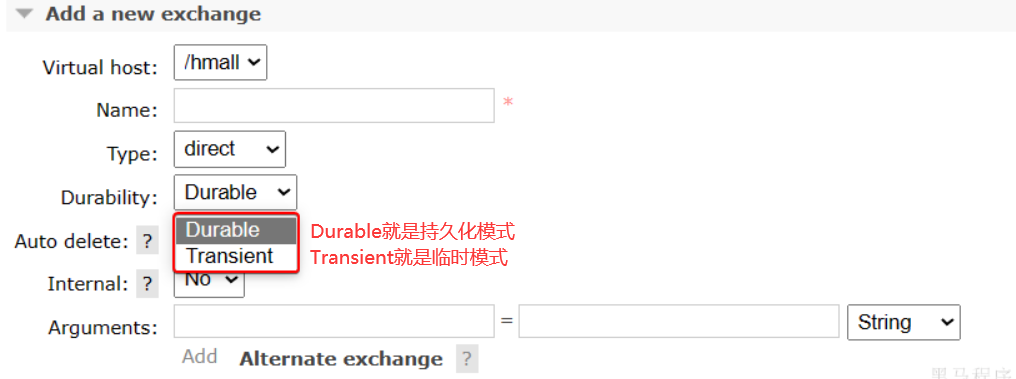 Add a new exchange
Virtual host: /hmall
Name: *
Type: direct
Durability: Durable
Durable Durable就是持久化模式
Auto delete: ?
Transient Transient就是临时模式
Internal: ? No
Arguments: = String
Add Alternate exchange ?
黑马程序